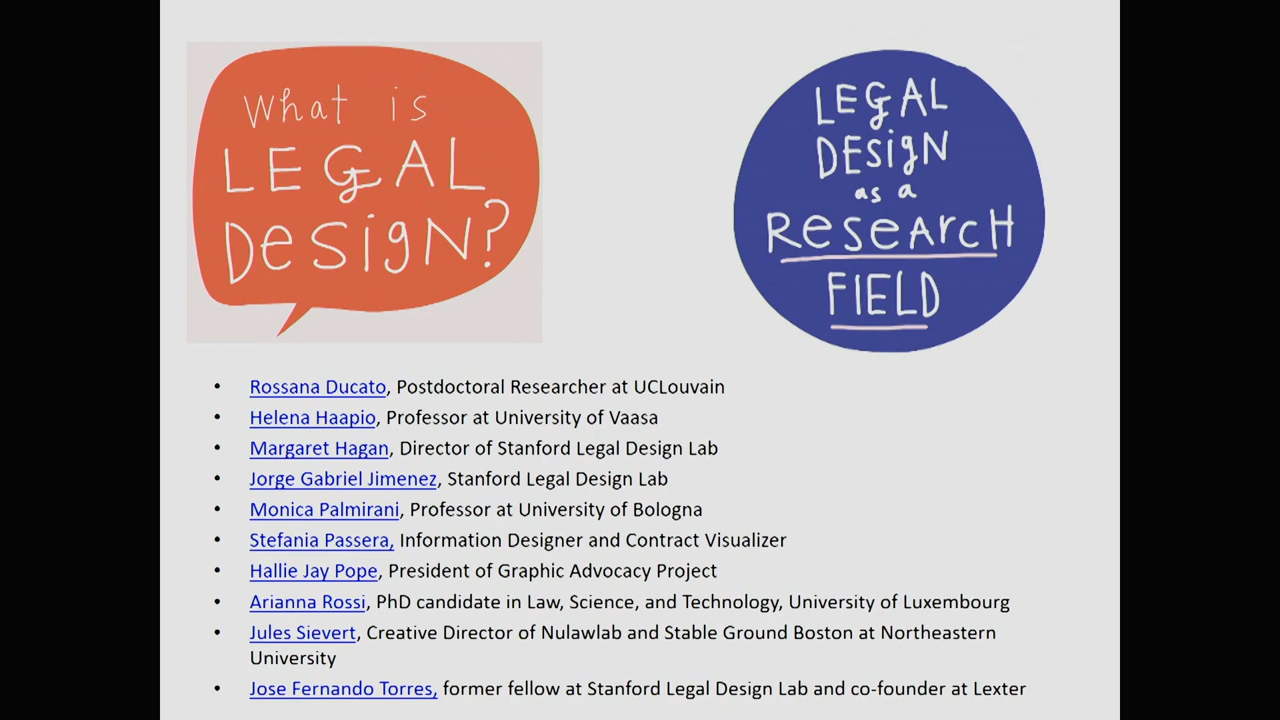 What is
LEGAL
DESIGN?
LEGAL
DESigN
as a
ReseARcH
FIELD
• Rossana Ducato, Postdoctoral Researcher at UCLouvain
• Helena Haapio, Professor at University of Vaasa
• Margaret Hagan, Director of Stanford Legal Design Lab
• Jorge Gabriel Jimenez, Stanford Legal Design Lab
• Monica Palmirani, Professor at University of Bologna
• Stefania Passera, Information Designer and Contract Visualizer
• Hallie Jay Pope, President of Graphic Advocacy Project
• Arianna Rossi, PhD candidate in Law, Science, and Technology, University of Luxembourg
• Jules Sievert, Creative Director of Nulawlab and Stable Ground Boston at Northeastern
University
• Jose Fernando Torres, former fellow at Stanford Legal Design Lab and co-founder at Lexter